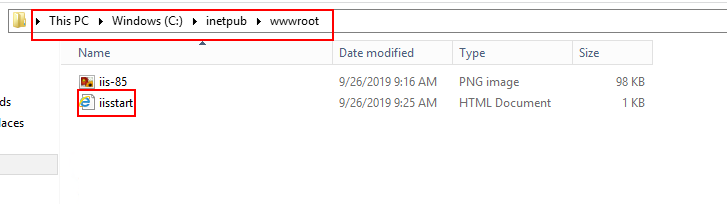 This PC Windows (C:) inetpub wwwroot
Name Date modified Type Size
iis-85 9/26/2019 9:16 AM PNG image 98 KB
iisstart 9/26/2019 9:25 AM HTML Document 1 KB
ds
laces